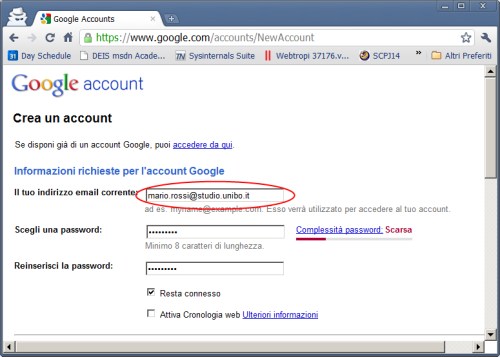 Google Accounts
https://www.google.com/accounts/NewAccount
31 Day Schedule DEIS msdn Acade... Sysinternals Suite Webtropi 37176.v... SCPJ14 » Altri Preferiti
Google account
Crea un account
Se disponi già di un account Google, puoi accedere da qui.
Informazioni richieste per l'account Google
Il tuo indirizzo email corrente: mario.rossi@studio.unibo.it
ad es. myname@example.com. Esso verrà utilizzato per accedere al tuo account.
Scegli una password: ••••••••• Complessità password: Scarsa
Minimo 8 caratteri di lunghezza.
Reinserisci la password: •••••••••
Resta connesso
Attiva Cronologia web Ulteriori informazioni